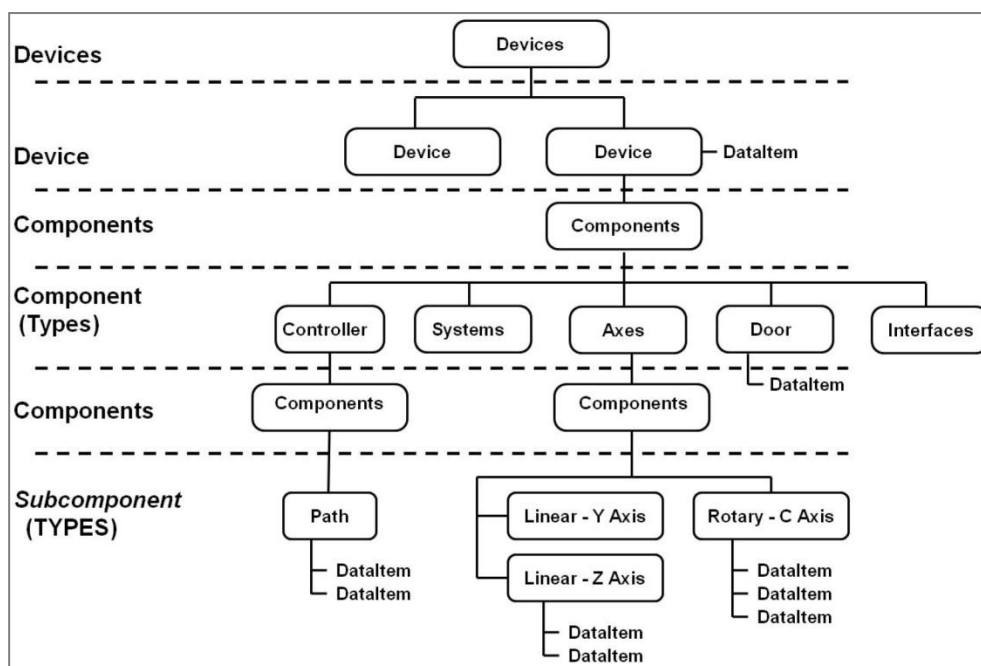 Devices
Devices
Device
Device
Device
DataItem
Components
Components
Component
(Types)
Controller
Systems
Axes
Door
Interfaces
DataItem
Components
Components
Components
Subcomponent
(TYPES)
Path
Linear - Y Axis
Rotary - C Axis
Linear - Z Axis
DataItem
DataItem
DataItem
DataItem
DataItem
DataItem
DataItem